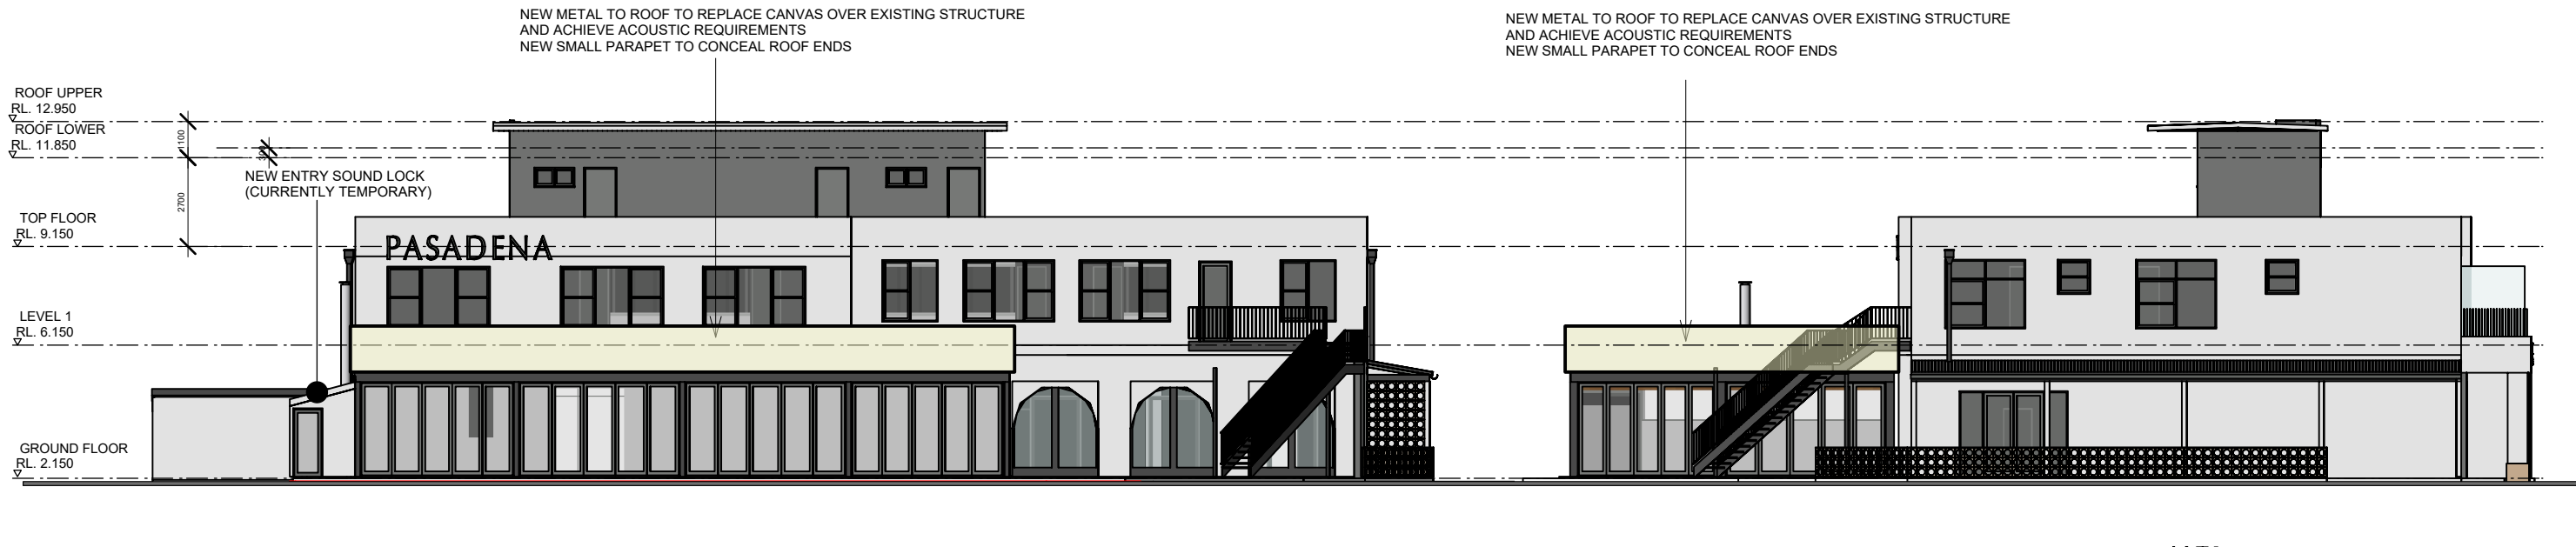 NEW METAL TO ROOF TO REPLACE CANVAS OVER EXISTING STRUCTURE
AND ACHIEVE ACOUSTIC REQUIREMENTS
NEW SMALL PARAPET TO CONCEAL ROOF ENDS
NEW METAL TO ROOF TO REPLACE CANVAS OVER EXISTING STRUCTURE
AND ACHIEVE ACOUSTIC REQUIREMENTS
NEW SMALL PARAPET TO CONCEAL ROOF ENDS
ROOF UPPER
RL. 12.950
ROOF LOWER
RL. 11.850
1100
NEW ENTRY SOUND LOCK
(CURRENTLY TEMPORARY)
2700
TOP FLOOR
RL. 9.150
PASADENA
LEVEL 1
RL. 6.150
GROUND FLOOR
RL. 2.150